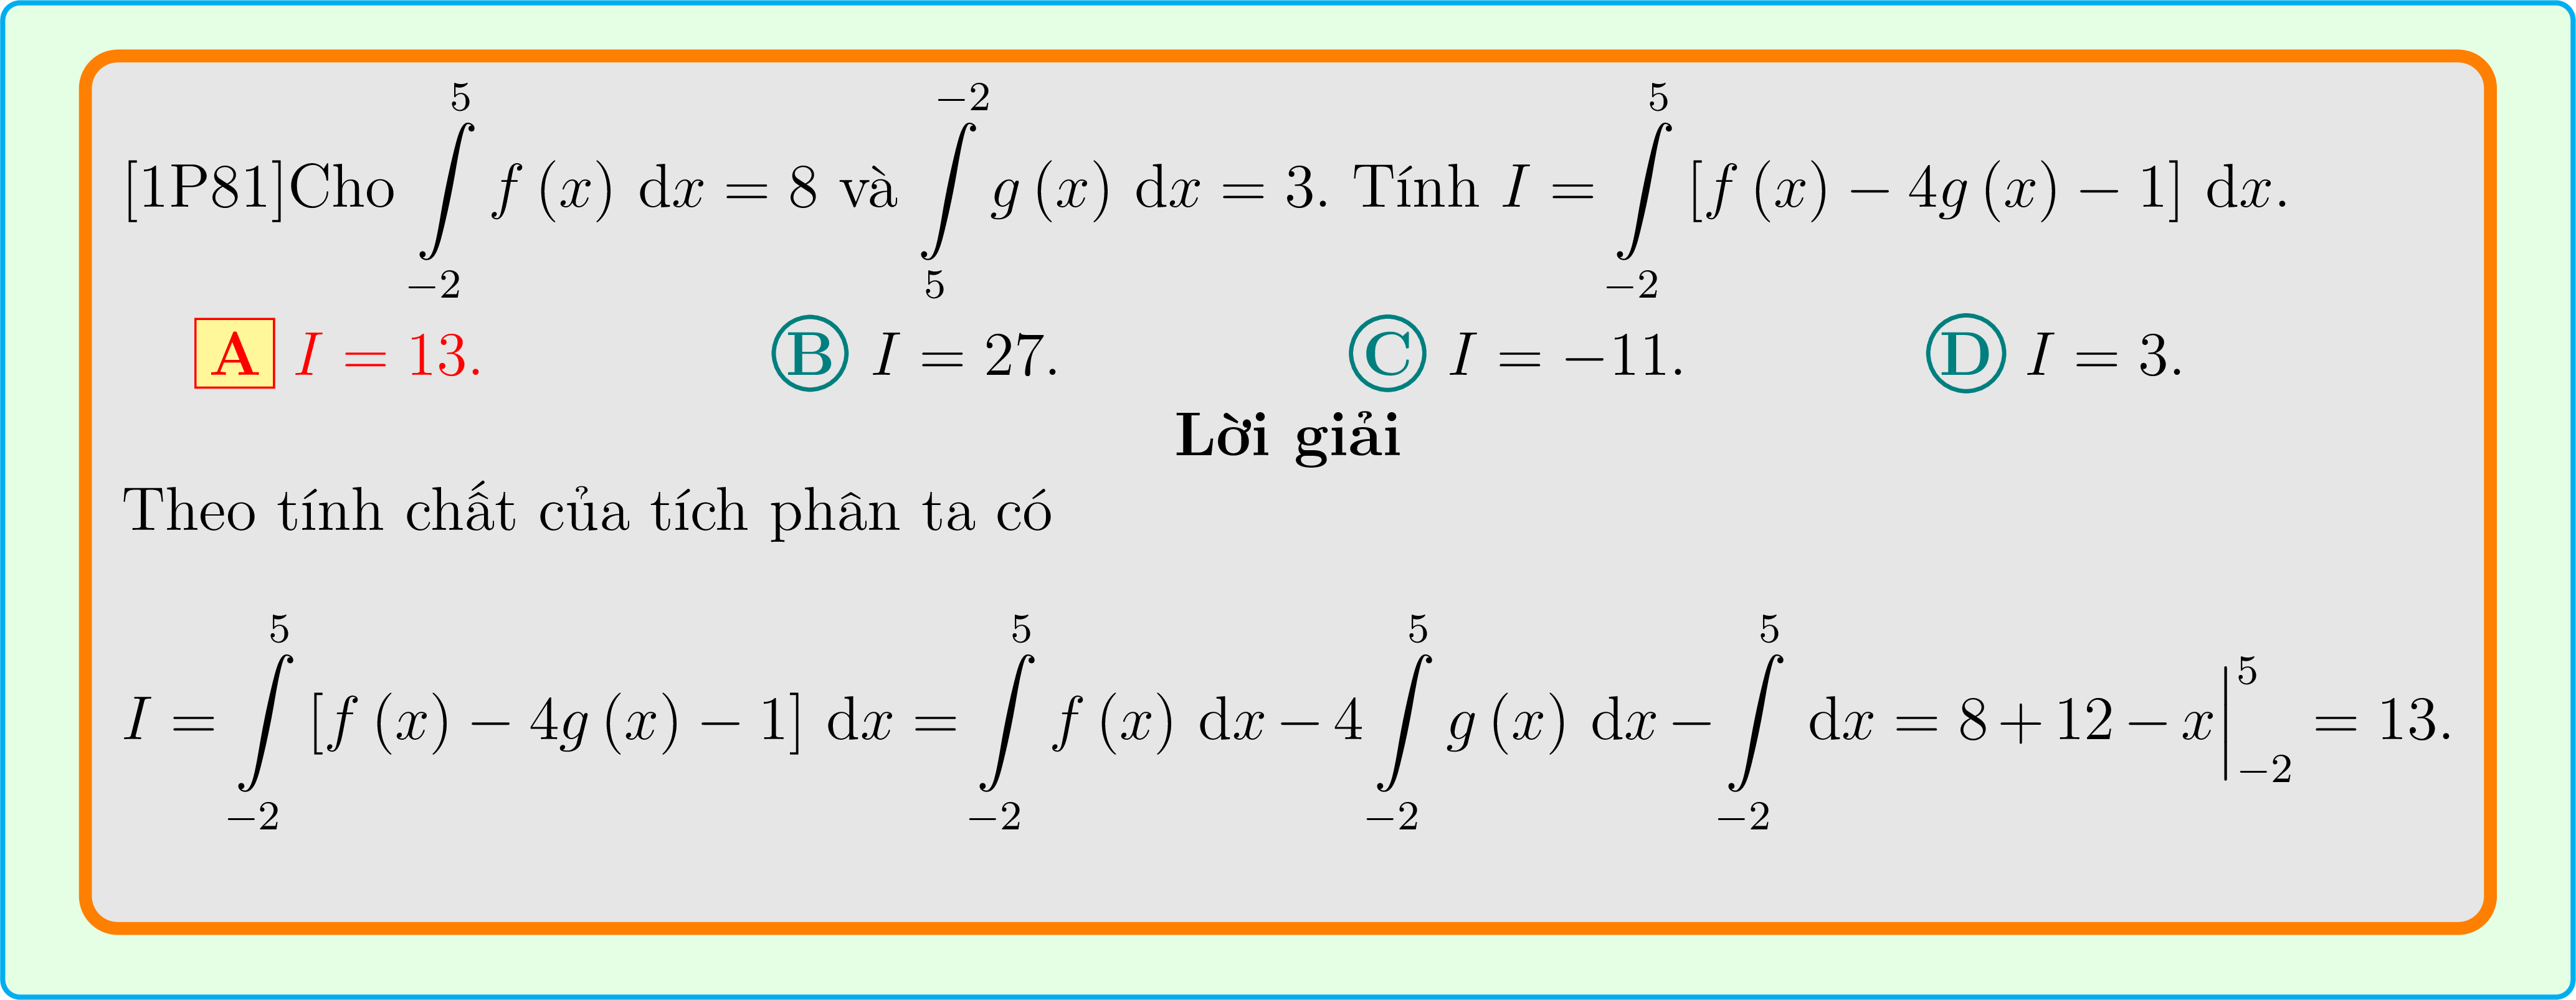 [1P81]Cho $\int\limits_{-2}^{5} f(x)\ \mathrm{d}x = 8$ và $\int\limits_{5}^{-2} g(x)\ \mathrm{d}x = 3$. Tính $I = \int\limits_{-2}^{5} [f(x) - 4g(x) - 1]\ \mathrm{d}x$.
A $I = 13$. B $I = 27$. C $I = -11$. D $I = 3$.
Lời giải
Theo tính chất của tích phân ta có
$I = \int\limits_{-2}^{5} [f(x) - 4g(x) - 1]\ \mathrm{d}x = \int\limits_{-2}^{5} f(x)\ \mathrm{d}x - 4\int\limits_{-2}^{5} g(x)\ \mathrm{d}x - \int\limits_{-2}^{5} \mathrm{d}x = 8 + 12 - x\Big|_{-2}^{5} = 13.$